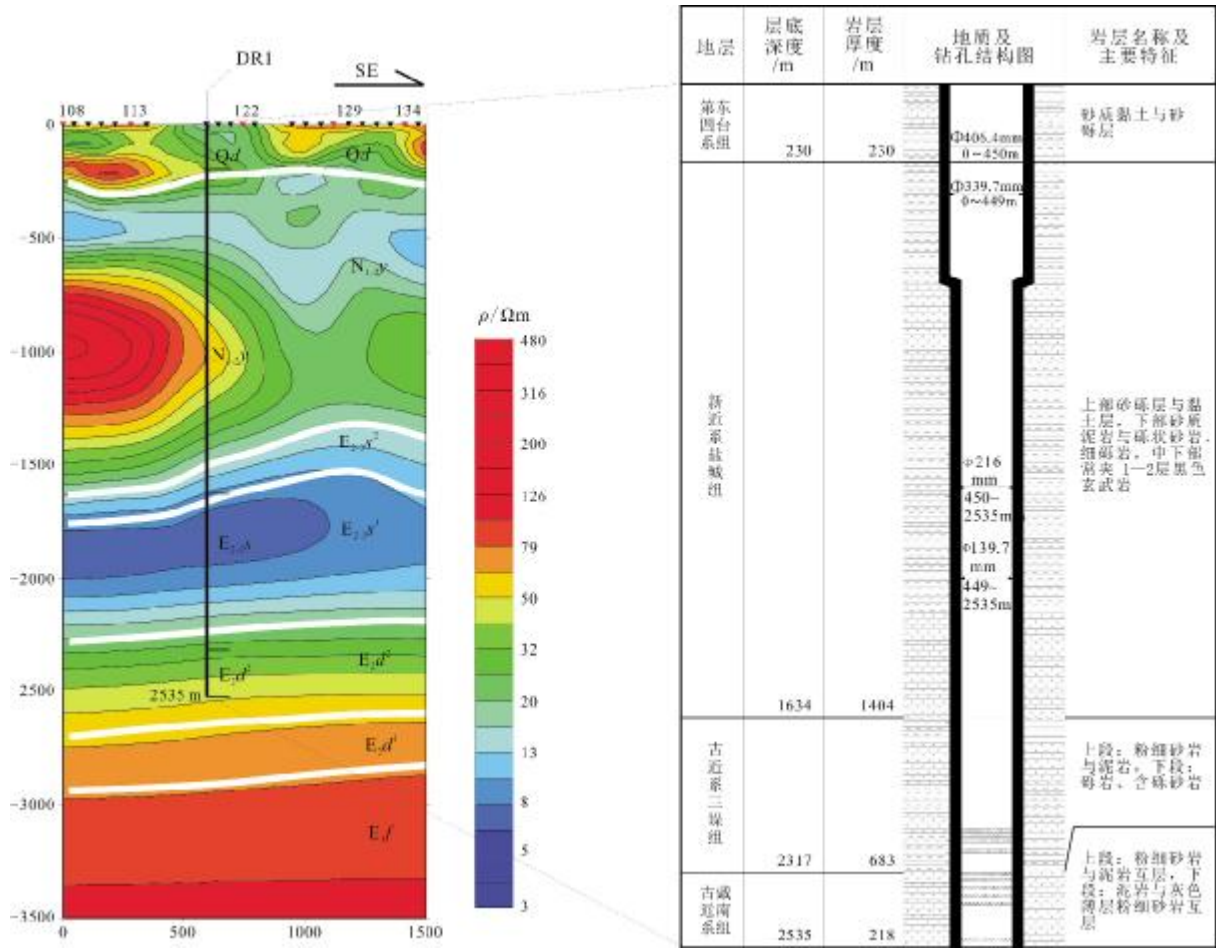 DR1
SE
108
113
122
129
134
0
−500
−1000
−1500
−2000
2500
−3000
−3500
0
500
1000
1500
Qd
Qd
N₁₋₂y
N₁₋₂y
E₂₋₃s²
E₂₋₃s¹
E₂₋₃s
E₂d²
E₂d²
2535 m
E₂d¹
E₁f
ρ/Ωm
480
316
200
126
79
50
32
20
13
8
5
3
地层
层底
深度
/m
岩层
厚度
/m
地质及
钻孔结构图
岩层名称及
主要特征
第东
四台
系组
230
230
Φ406.4mm
0~450m
砂质黏土与砂
砾层
Φ339.7mm
0~449m
新近系盐城组
1634
1404
Φ216
mm
450~
2535m
Φ139.7
mm
449~
2535m
上部砂砾层与黏
土层，下部砂质
泥岩与砾状砂岩、
细砾岩，中下部
常夹 1—2层黑色
玄武岩
古近系三垛组
2317
683
上段：粉细砂岩
与泥岩，下段：
砾岩、含砾砂岩
古戴
近南
系组
2535
218
上段：粉细砂岩
与泥岩互层，下
段：泥岩与灰色
薄层粉细砂岩互
层